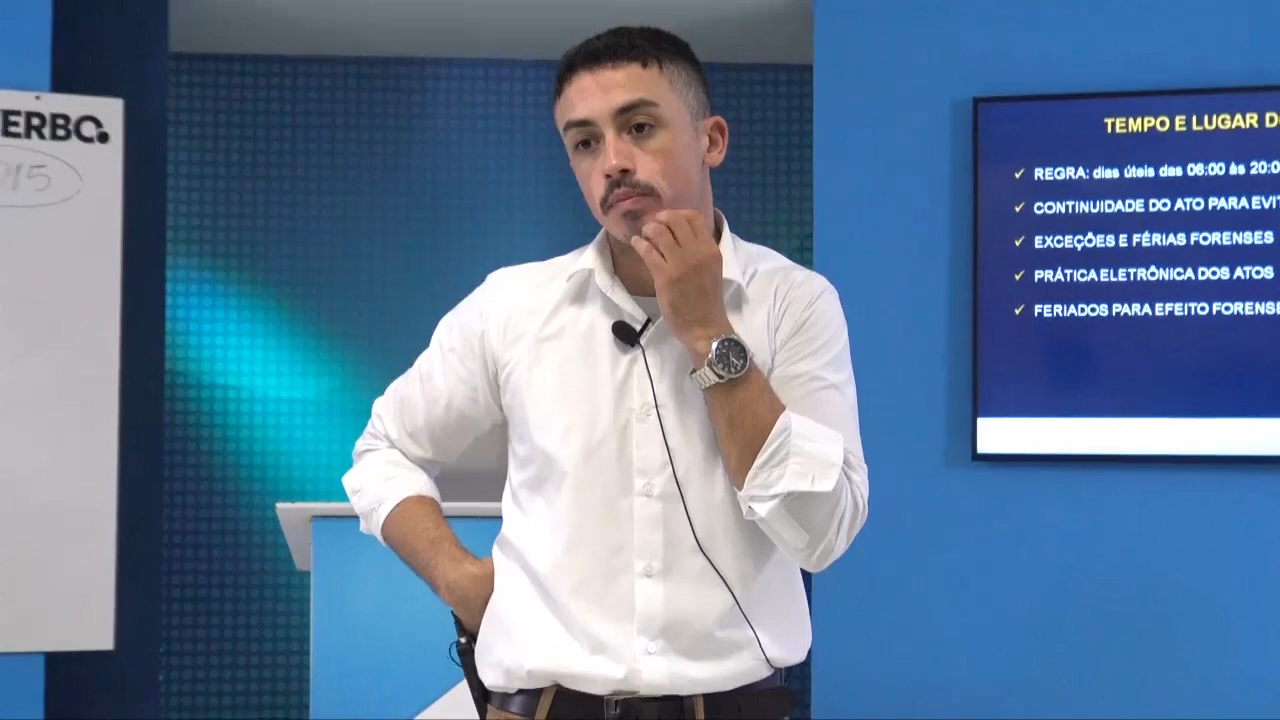 ERBO.
TEMPO E LUGAR D
REGRA: dias úteis das 06:00 às 20:0
CONTINUIDADE DO ATO PARA EVIT
EXCEÇÕES E FÉRIAS FORENSES
PRÁTICA ELETRÔNICA DOS ATOS
FERIADOS PARA EFEITO FORENSE